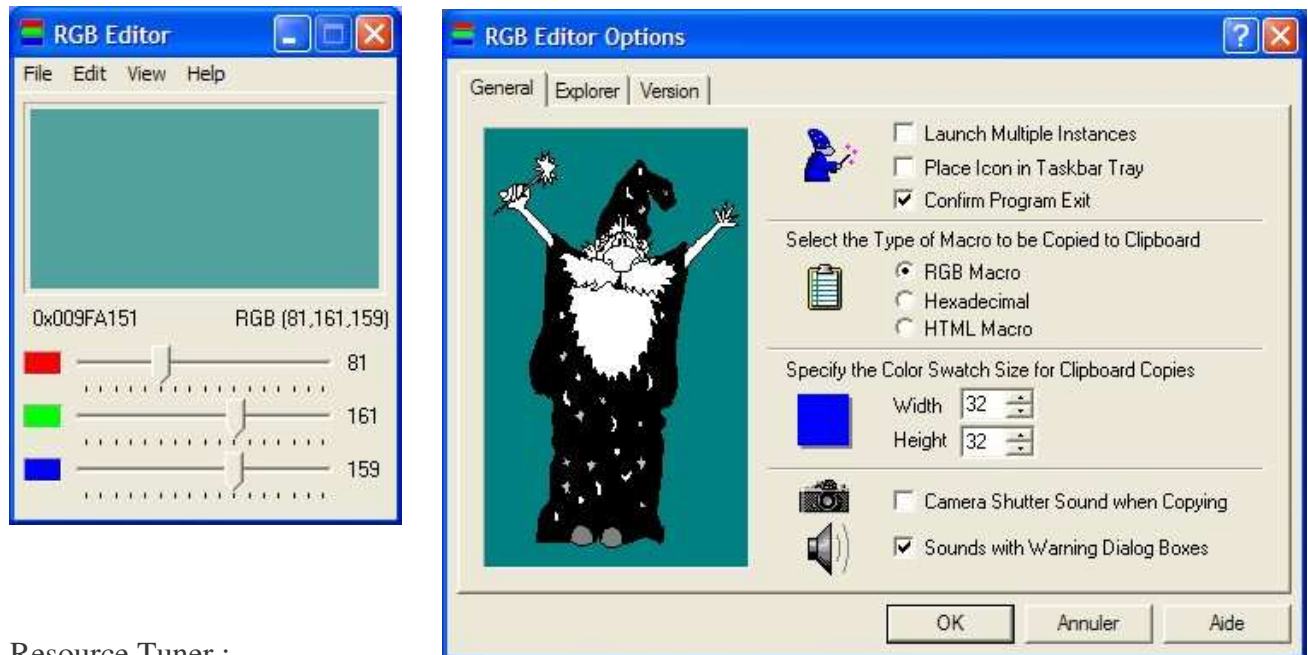 RGB Editor
File Edit View Help
0x009FA151 RGB (81,161,159)
81
161
159
RGB Editor Options
General Explorer Version
Launch Multiple Instances
Place Icon in Taskbar Tray
Confirm Program Exit
Select the Type of Macro to be Copied to Clipboard
RGB Macro
Hexadecimal
HTML Macro
Specify the Color Swatch Size for Clipboard Copies
Width 32
Height 32
Camera Shutter Sound when Copying
Sounds with Warning Dialog Boxes
OK Annuler Aide
Resource Tuner :